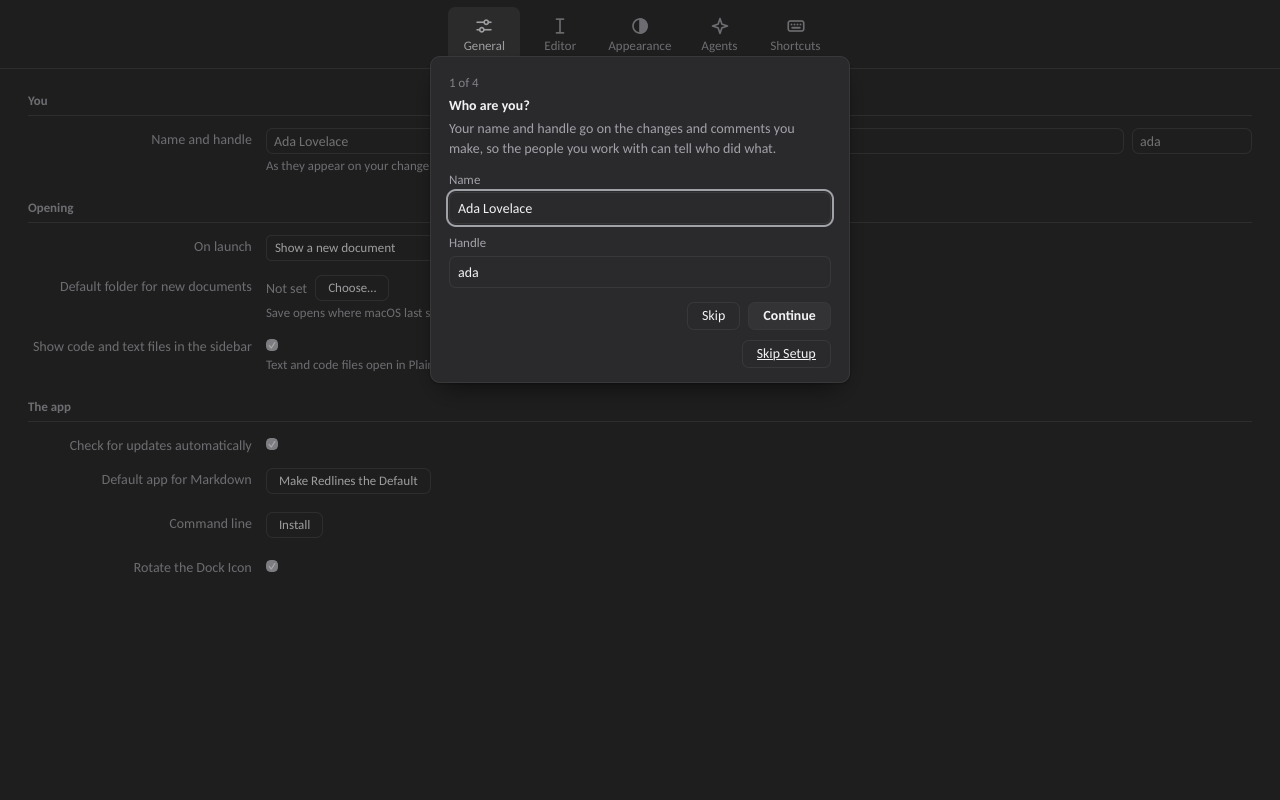 General
Editor
Appearance
Agents
Shortcuts
1 of 4
Who are you?
Your name and handle go on the changes and comments you
make, so the people you work with can tell who did what.
Name
Ada Lovelace
Handle
ada
Skip
Continue
Skip Setup
You
Name and handle
Ada Lovelace
ada
As they appear on your change
Opening
On launch
Show a new document
Default folder for new documents
Not set
Choose...
Save opens where macOS last s
Show code and text files in the sidebar
Text and code files open in Plai
The app
Check for updates automatically
Default app for Markdown
Make Redlines the Default
Command line
Install
Rotate the Dock Icon